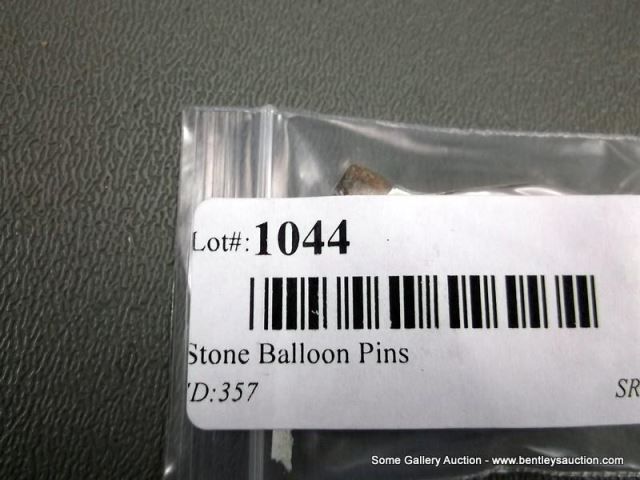 Lot#: 1044
Stone Balloon Pins
ID:357
SR
Some Gallery Auction - www.bentleysauction.com